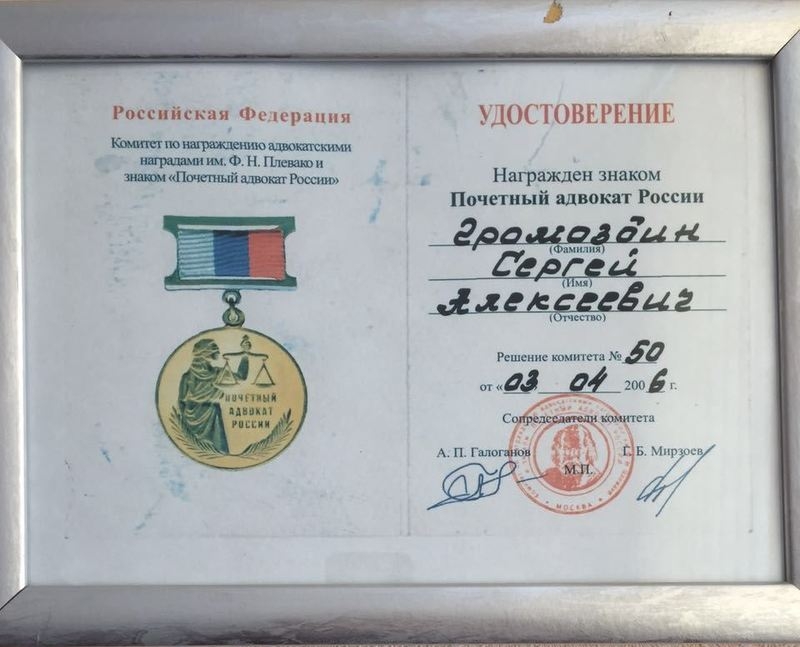 Российская Федерация
Комитет по награждению адвокатскими
наградами им. Ф. Н. Плевако и
знаком «Почетный адвокат России»
ПОЧЕТНЫЙ
АДВОКАТ
РОССИИ
УДОСТОВЕРЕНИЕ
Награжден знаком
Почетный адвокат России
Громоздин
(Фамилия)
Сергей
(Имя)
Алексеевич
(Отчество)
Решение комитета № 50
от «03 04 2006 г.
Сопредседатели комитета
А. П. Галоганов Г. Б. Мирзоев
М.П.
МОСКВА